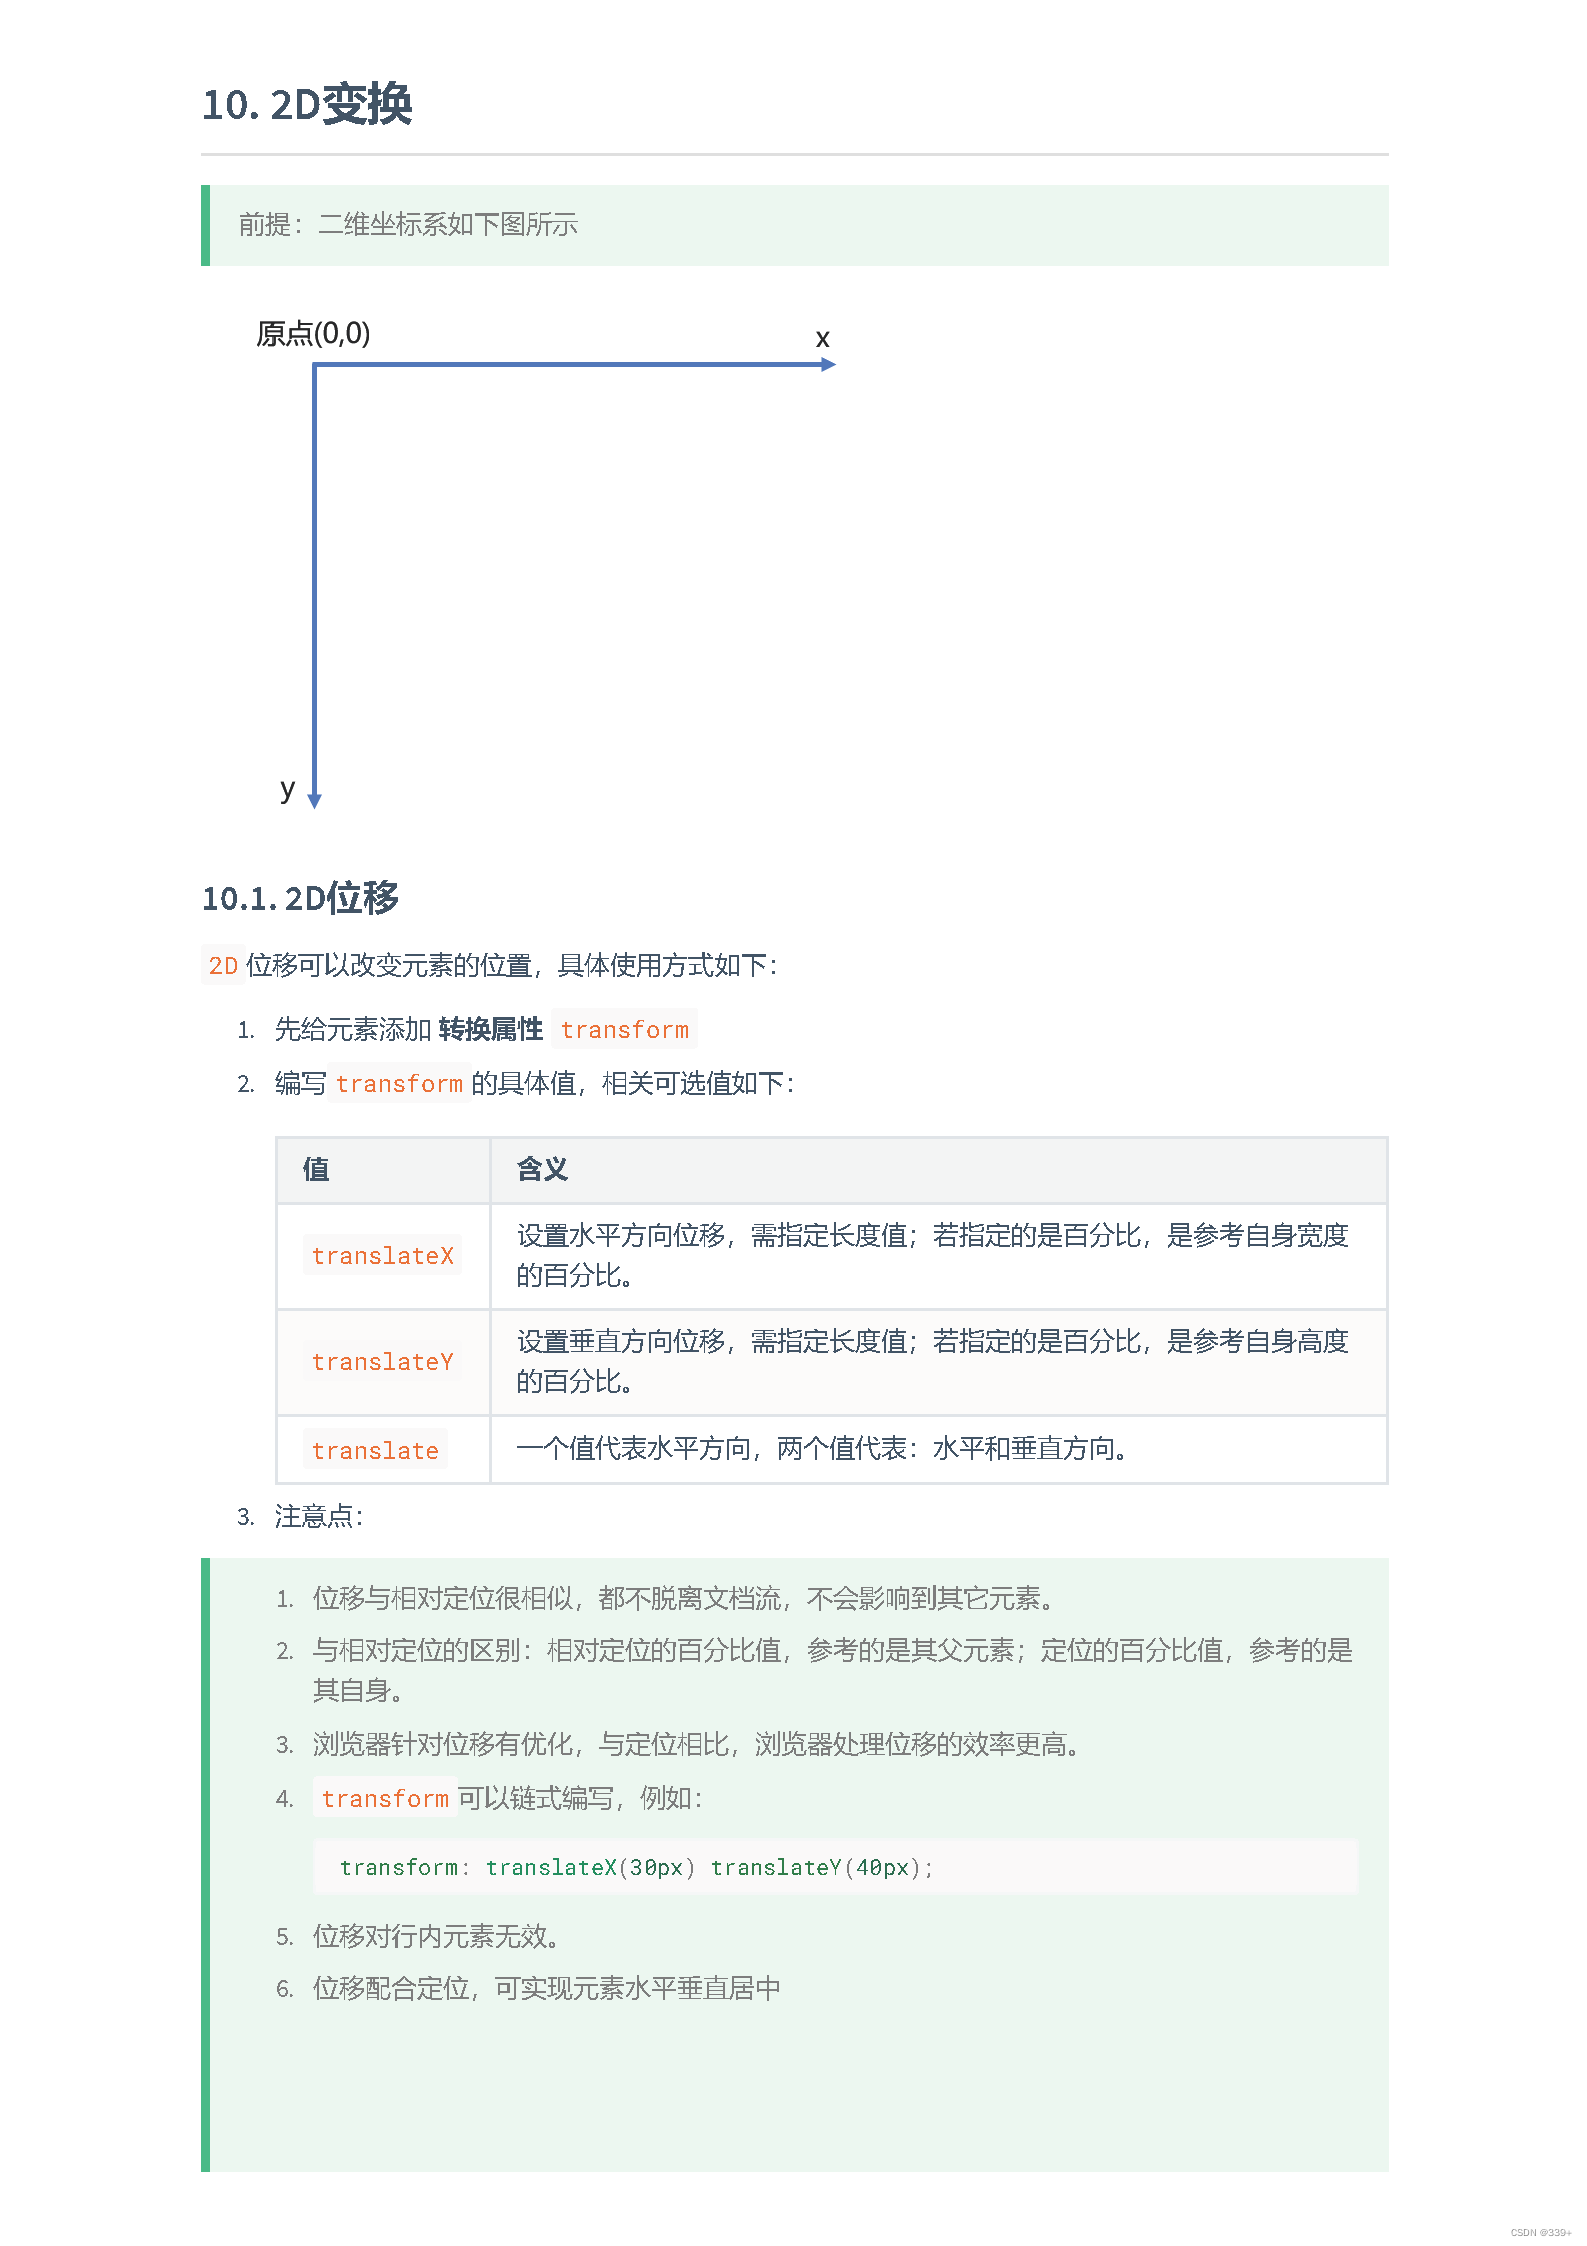 10. 2D变换
前提：二维坐标系如下图所示
原点(0,0)
x
y
10.1. 2D位移
2D 位移可以改变元素的位置，具体使用方式如下：
1. 先给元素添加 转换属性 transform
2. 编写 transform 的具体值，相关可选值如下：
值 含义
translateX 设置水平方向位移，需指定长度值；若指定的是百分比，是参考自身宽度
的百分比。
translateY 设置垂直方向位移，需指定长度值；若指定的是百分比，是参考自身高度
的百分比。
translate 一个值代表水平方向，两个值代表：水平和垂直方向。
3. 注意点：
1. 位移与相对定位很相似，都不脱离文档流，不会影响到其它元素。
2. 与相对定位的区别：相对定位的百分比值，参考的是其父元素；定位的百分比值，参考的是
其自身。
3. 浏览器针对位移有优化，与定位相比，浏览器处理位移的效率更高。
4. transform 可以链式编写，例如：
transform: translateX(30px) translateY(40px);
5. 位移对行内元素无效。
6. 位移配合定位，可实现元素水平垂直居中
CSDN @339+